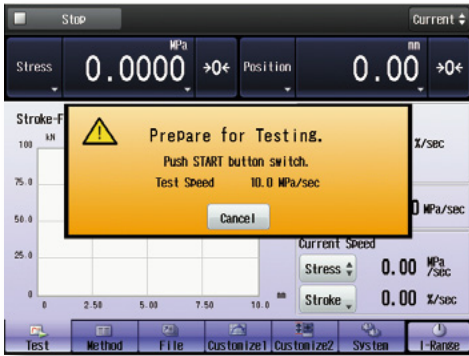 Stop
Current
MPa
mm
Stress
0.0000
→0←
Position
0.00
→0←
Stroke-F
kN
100
75.0
50.0
25.0
0
0
2.50
5.00
7.50
10.0
mm
Prepare for Testing.
Push START button switch.
Test Speed 10.0 MPa/sec
Cancel
%/sec
0 MPa/sec
Current Speed
Stress
0.00 MPa/sec
Stroke
0.00 %/sec
Test
Method
File
Customize1
Customize2
System
I-Range